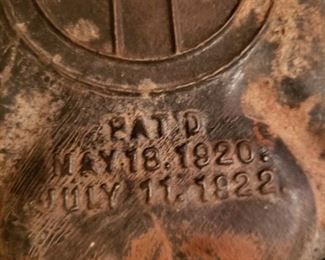 PAT'D.
MAY 18, 1920.
JULY 11, 1922.